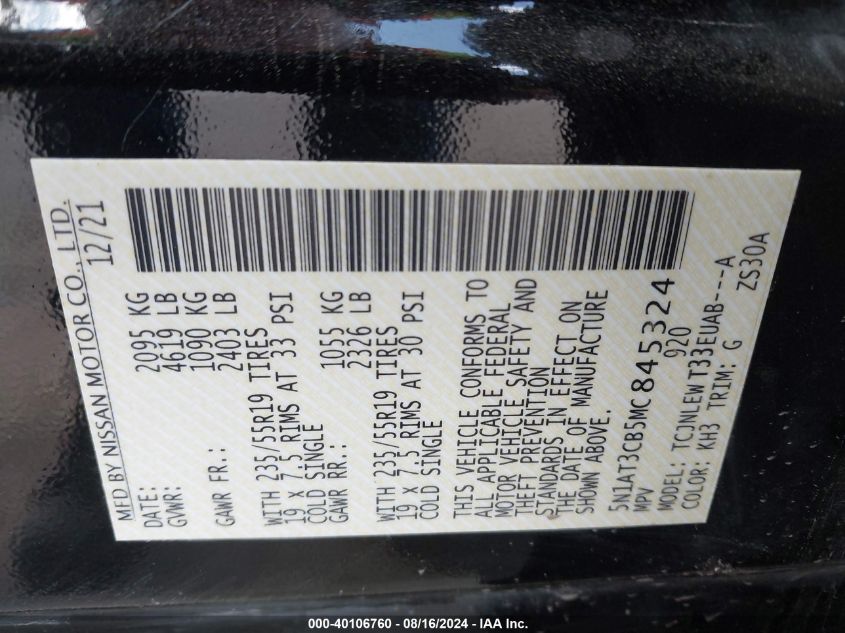 MFD BY NISSAN MOTOR CO., LTD.
DATE: 12/21
GVWR: 2095 KG
4619 LB
GAWR FR.: 1090 KG
2403 LB
WITH 235/55R19 TIRES
19 x 7.5 RIMS AT 33 PSI
COLD SINGLE
GAWR RR.: 1055 KG
2326 LB
WITH 235/55R19 TIRES
19 x 7.5 RIMS AT 30 PSI
COLD SINGLE
THIS VEHICLE CONFORMS TO
ALL APPLICABLE FEDERAL
MOTOR VEHICLE SAFETY AND
THEFT PREVENTION
STANDARDS IN EFFECT ON
THE DATE OF MANUFACTURE
SHOWN ABOVE.
5N1AT3CB5MC845324
MPV 920
MODEL: TCJNLEWT33EUAB---A
COLOR: KH3 TRIM: G ZS30A
000-40106760 - 08/16/2024 - IAA Inc.